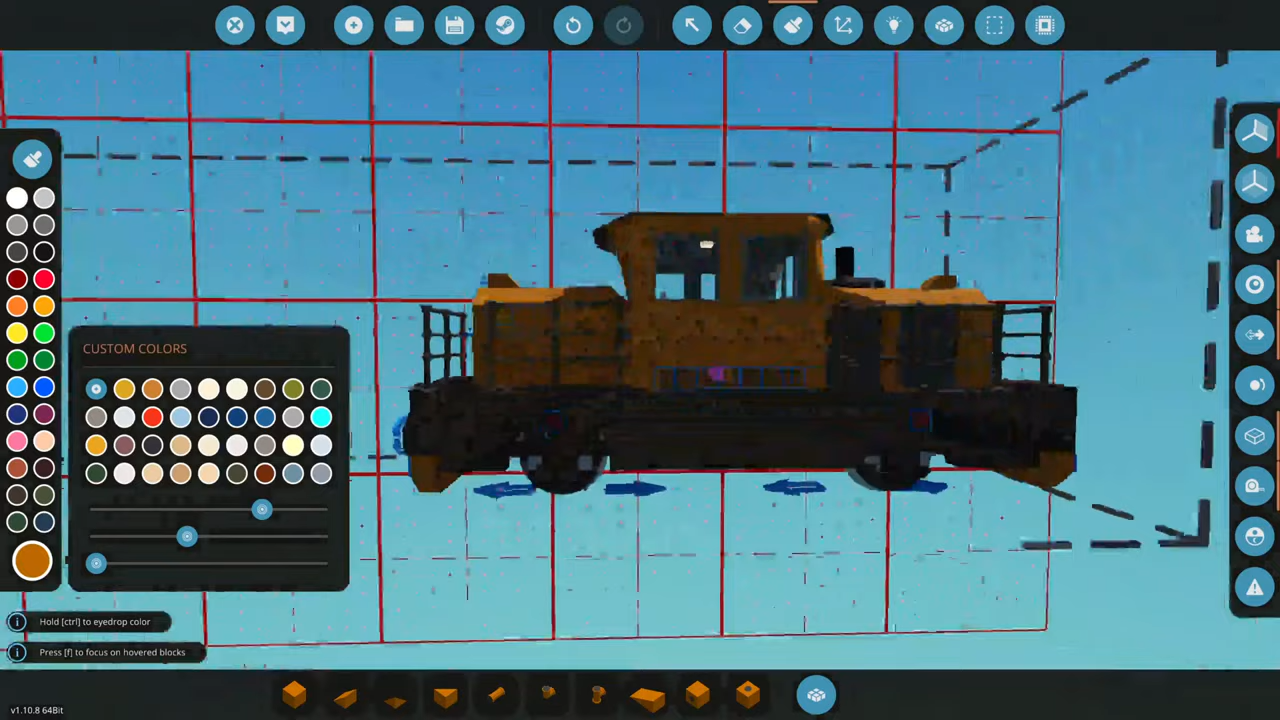 CUSTOM COLORS
Hold [ctrl] to eyedrop color
Press [f] to focus on hovered blocks
v1.10.8 64Bit